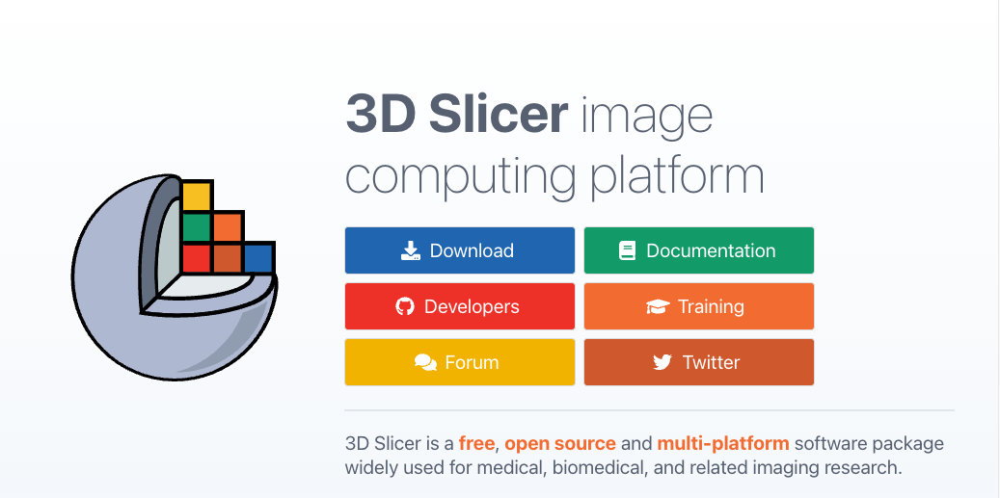 3D Slicer image
computing platform
Download
Documentation
Developers
Training
Forum
Twitter
3D Slicer is a free, open source and multi-platform software package
widely used for medical, biomedical, and related imaging research.